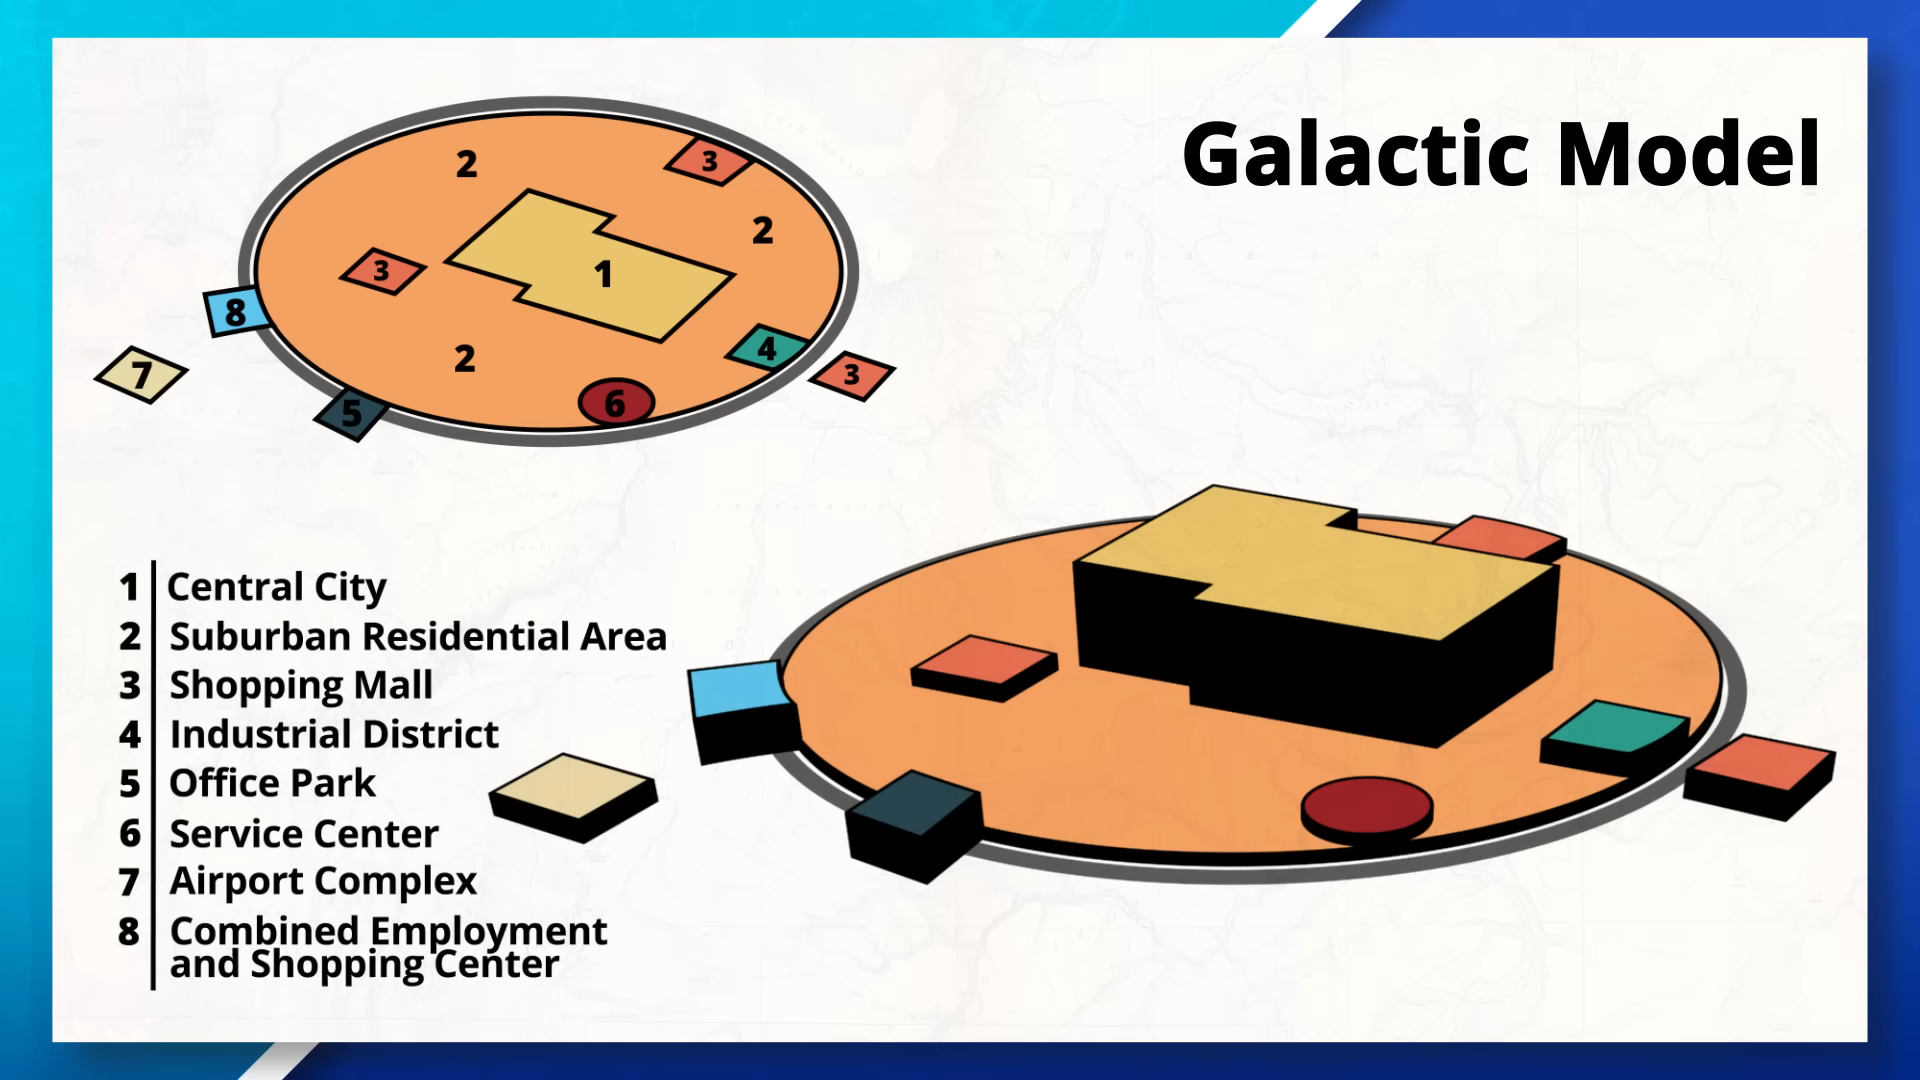 Galactic Model
2
3
2
1
3
8
4
2
7
3
6
5
1 Central City
2 Suburban Residential Area
3 Shopping Mall
4 Industrial District
5 Office Park
6 Service Center
7 Airport Complex
8 Combined Employment
and Shopping Center